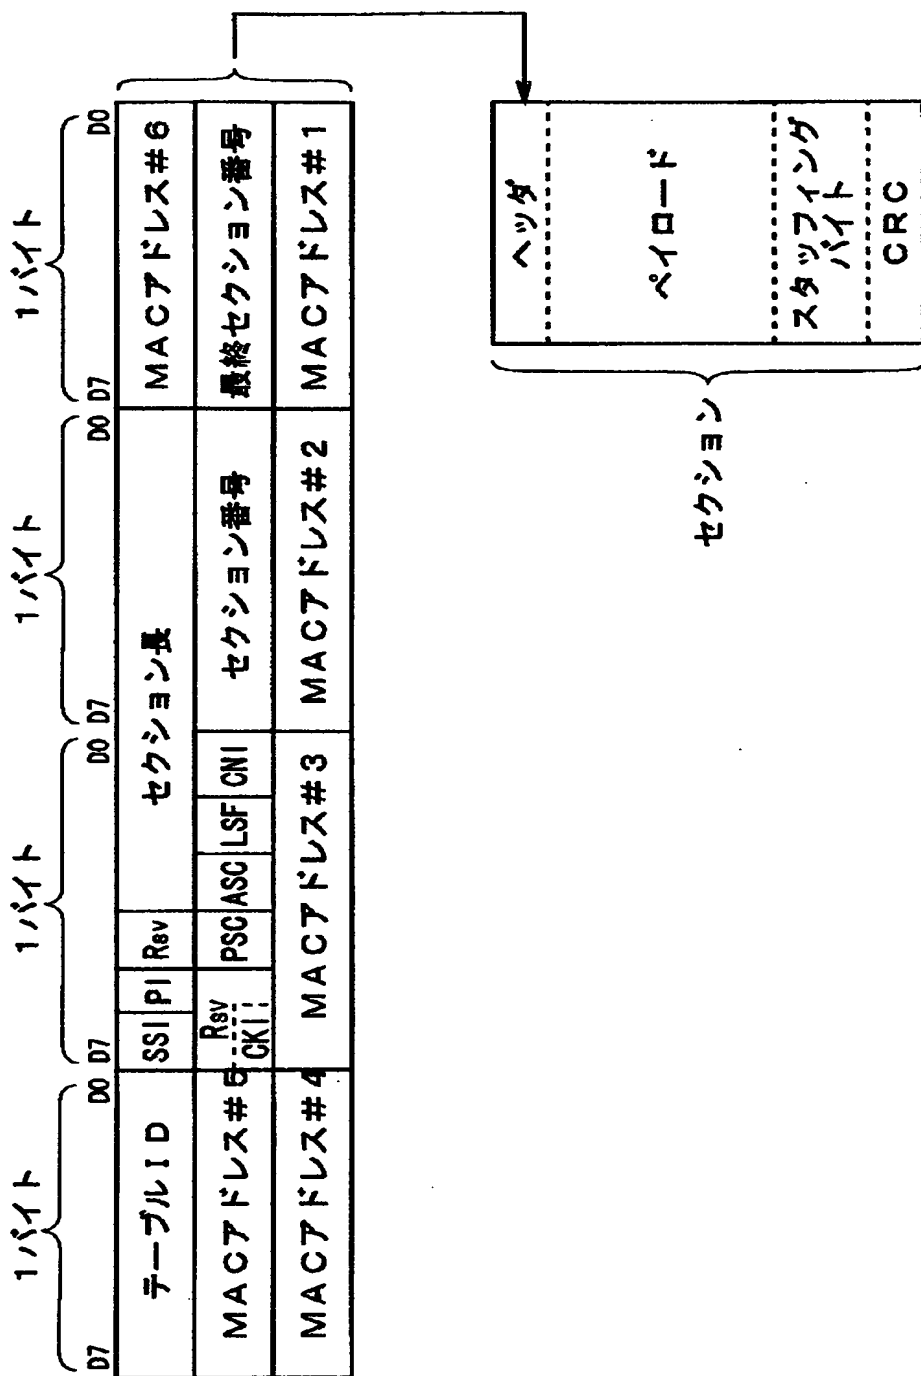 1バイト 1バイト 1バイト 1バイト
D7 D0 D7 D0 D7 D0 D7 D0
テーブルID SSI PI Rsv セクション長 MACアドレス#6
MACアドレス#5 Rsv CKI PSC ASC LSF CNI セクション番号 最終セクション番号
MACアドレス#4 MACアドレス#3 MACアドレス#2 MACアドレス#1
セクション
ヘッダ
ペイロード
スタッフィング
バイト
CRC